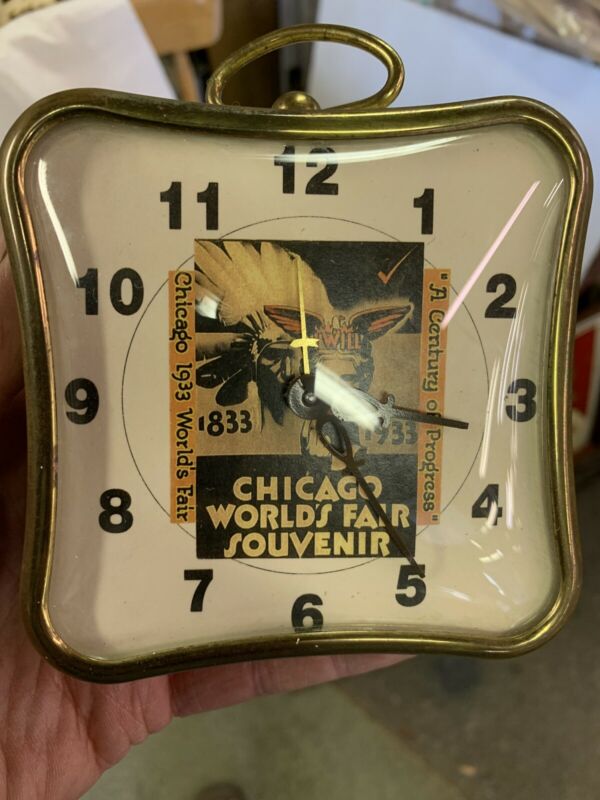 12
11
1
10
2
9
3
8
4
7
5
6
Chicago 1933 World's Fair
I WILL
1833
1933
"A Century of Progress"
CHICAGO
WORLD'S FAIR
SOUVENIR